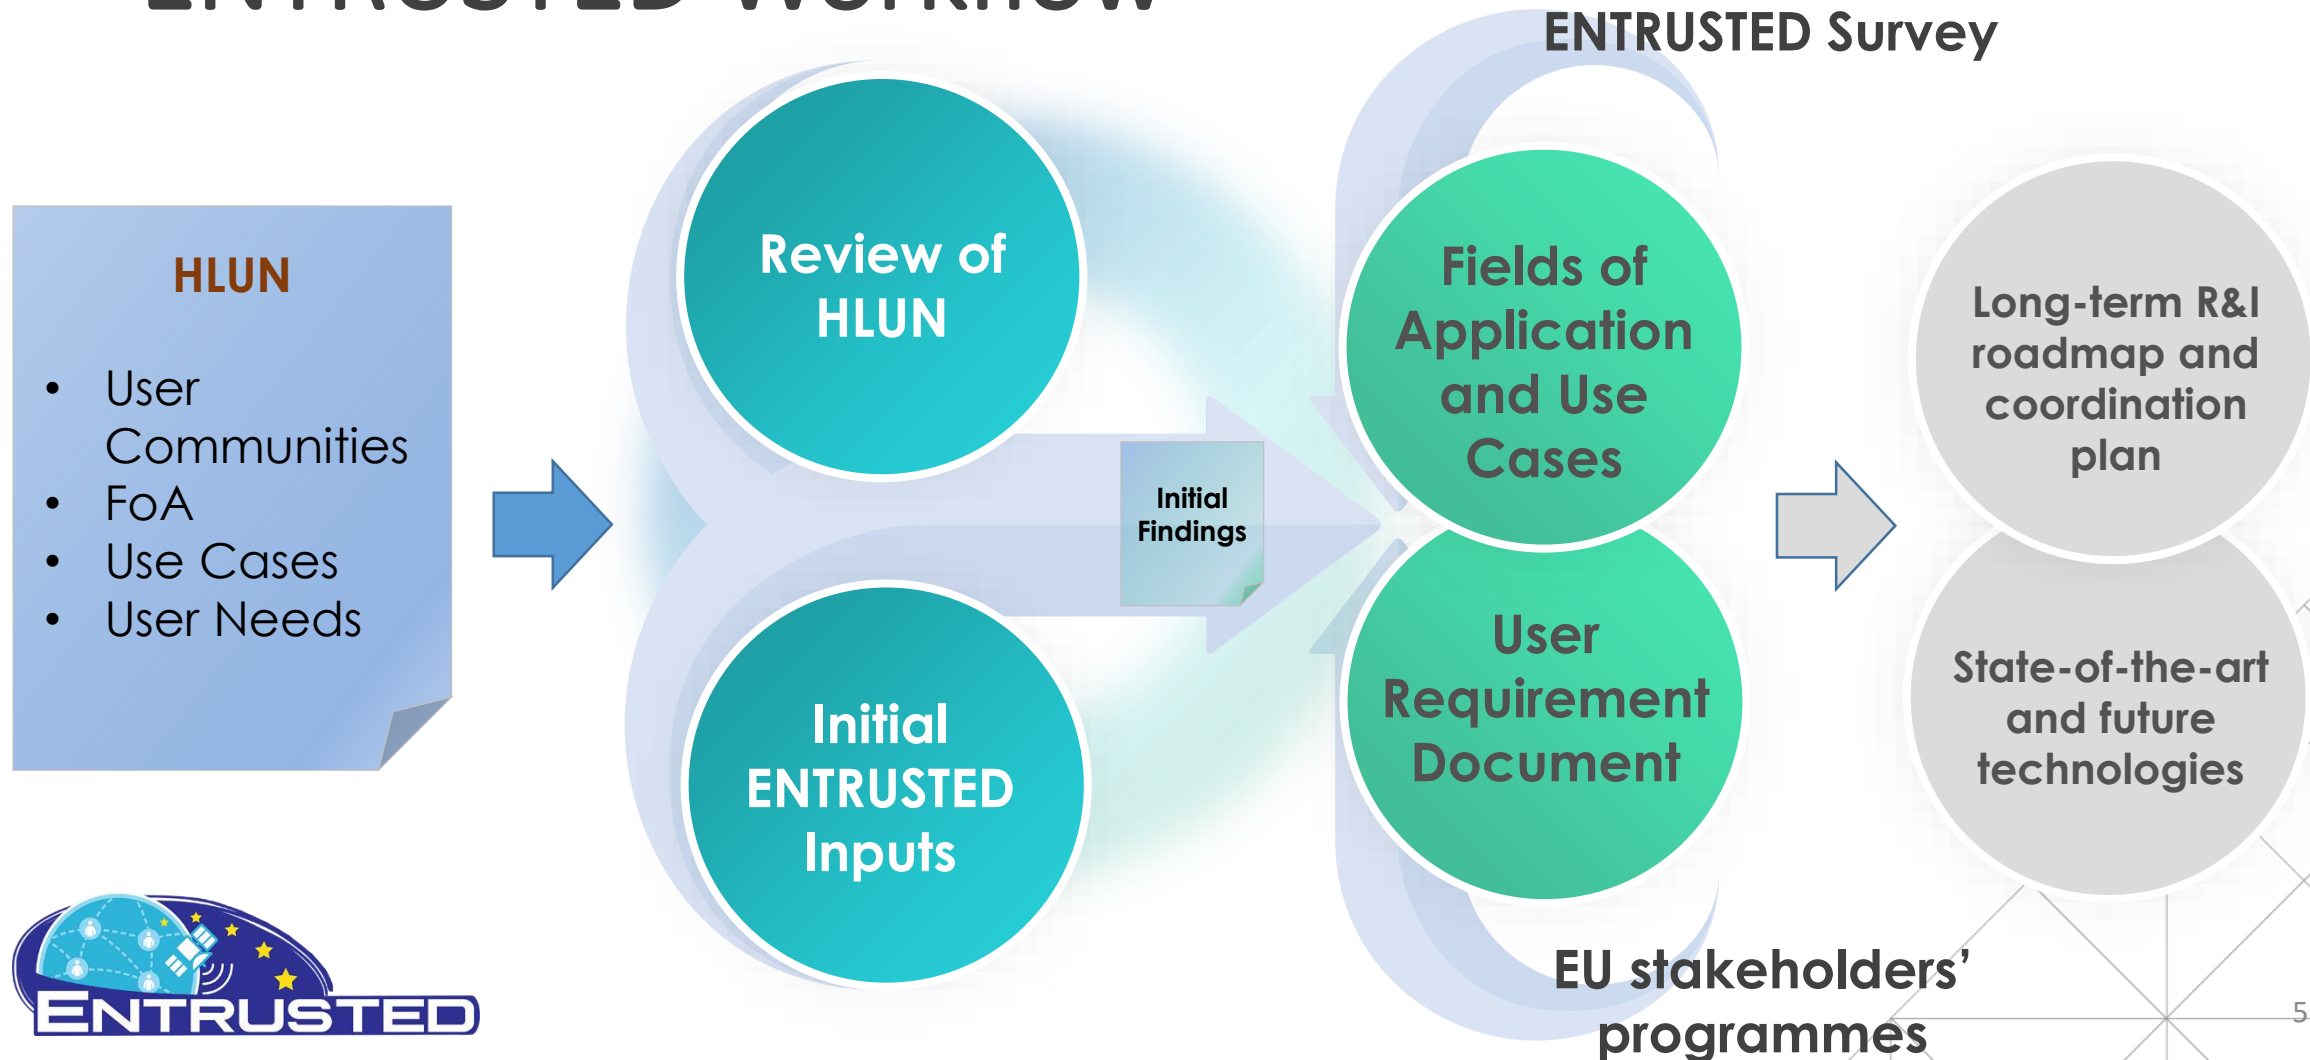 ENTRUSTED Workflow
ENTRUSTED Survey
HLUN
• User
Communities
• FoA
• Use Cases
• User Needs
Review of
HLUN
Initial
ENTRUSTED
Inputs
Initial
Findings
Fields of
Application
and Use
Cases
User
Requirement
Document
Long-term R&I
roadmap and
coordination
plan
State-of-the-art
and future
technologies
EU stakeholders’
programmes
ENTRUSTED
5